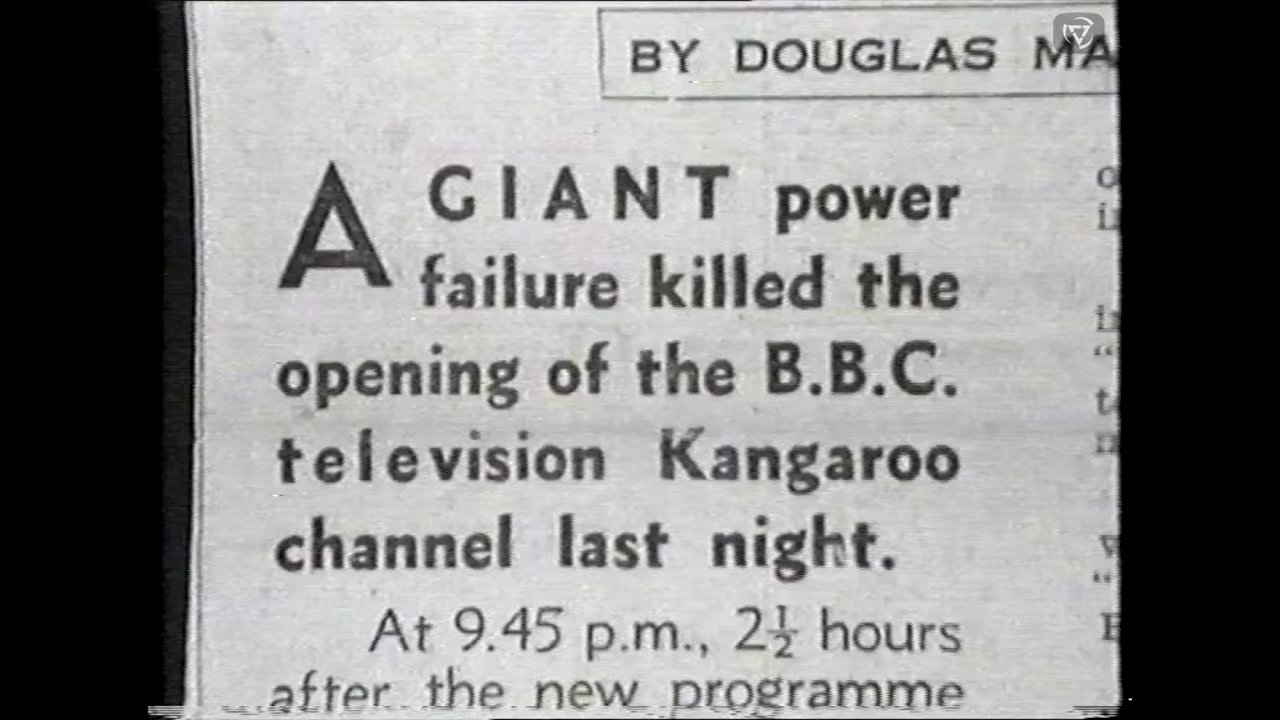 BY DOUGLAS MA
A GIANT power
failure killed the
opening of the B.B.C.
television Kangaroo
channel last night.
At 9.45 p.m., 2½ hours
after the new programme